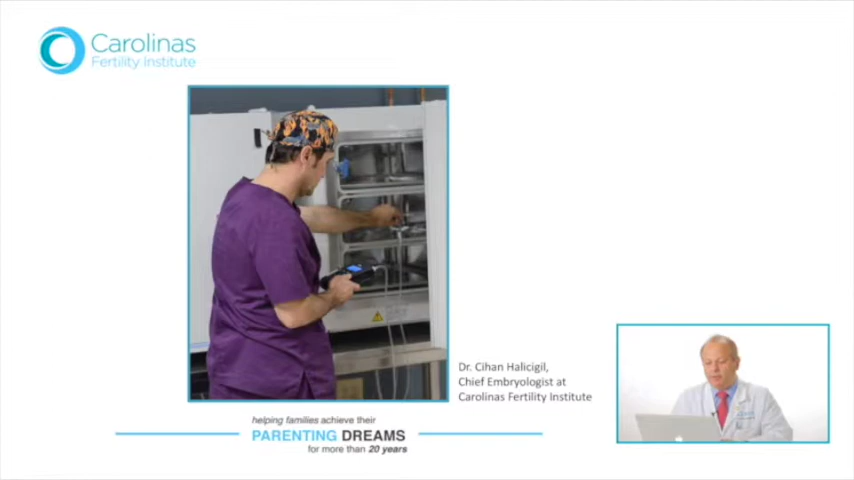 Carolinas
Fertility Institute
Dr. Cihan Halicigil,
Chief Embryologist at
Carolinas Fertility Institute
helping families achieve their
PARENTING DREAMS
for more than 20 years